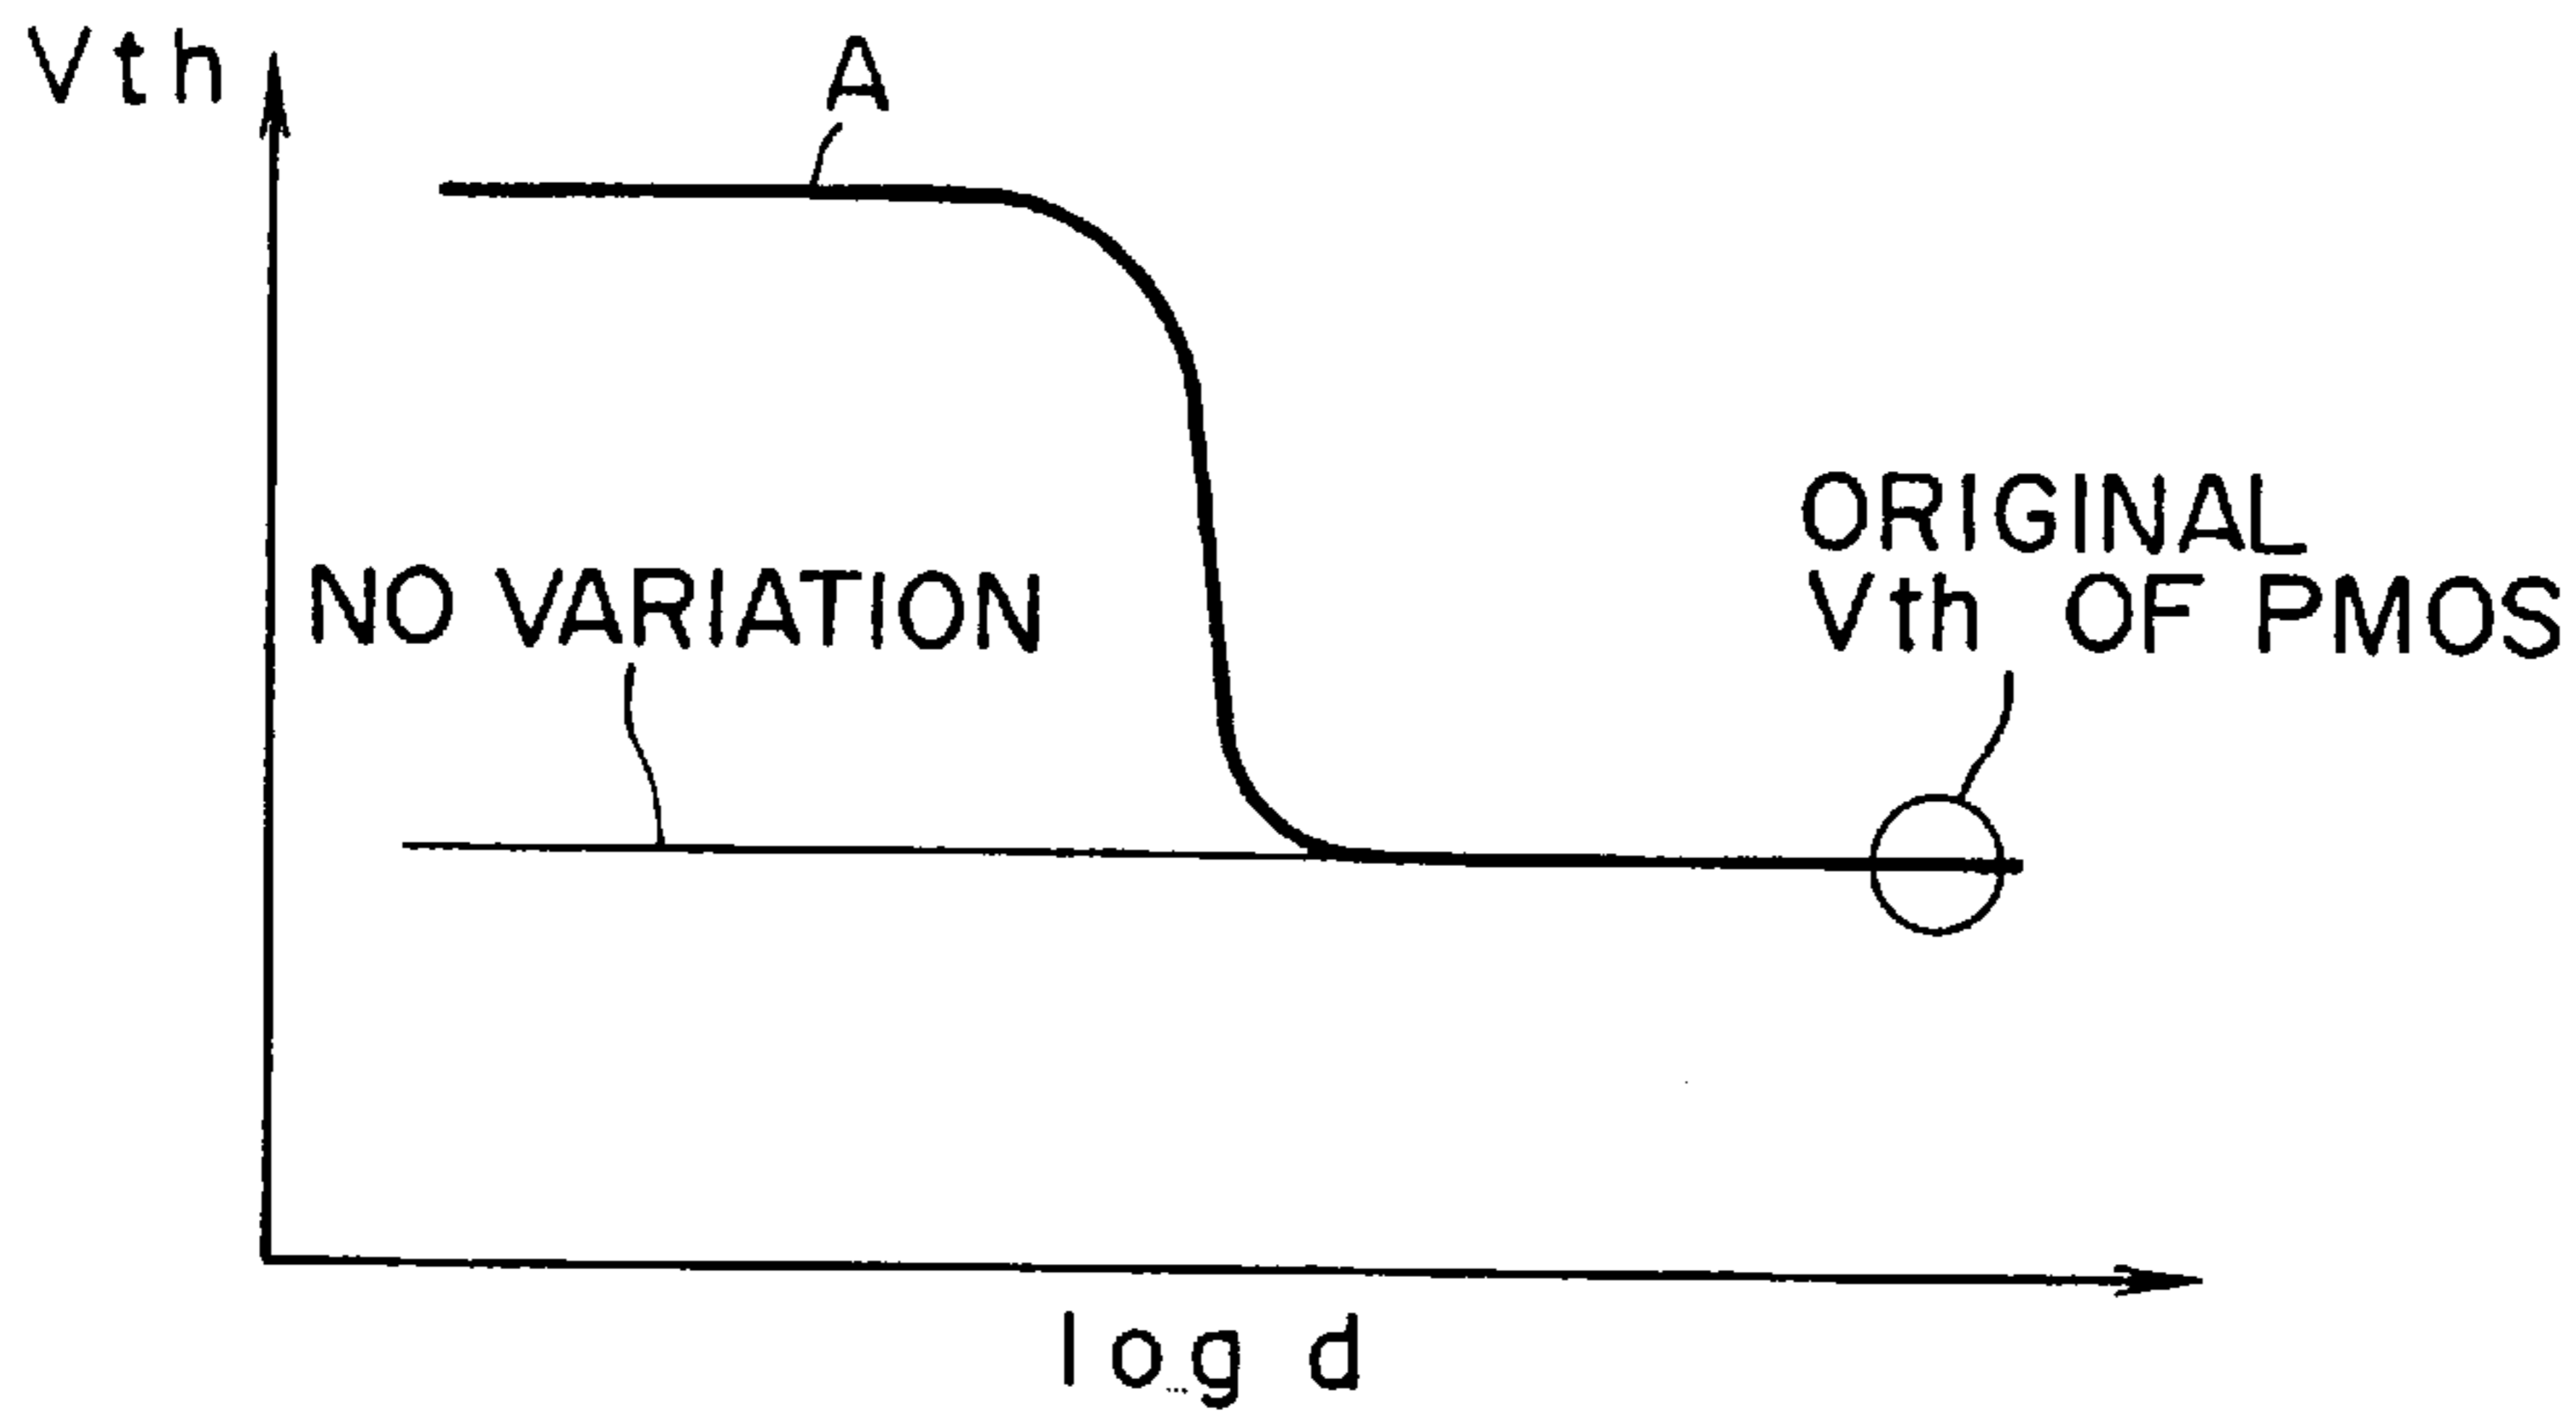 Vth
A
NO VARIATION
ORIGINAL
Vth OF PMOS
log d